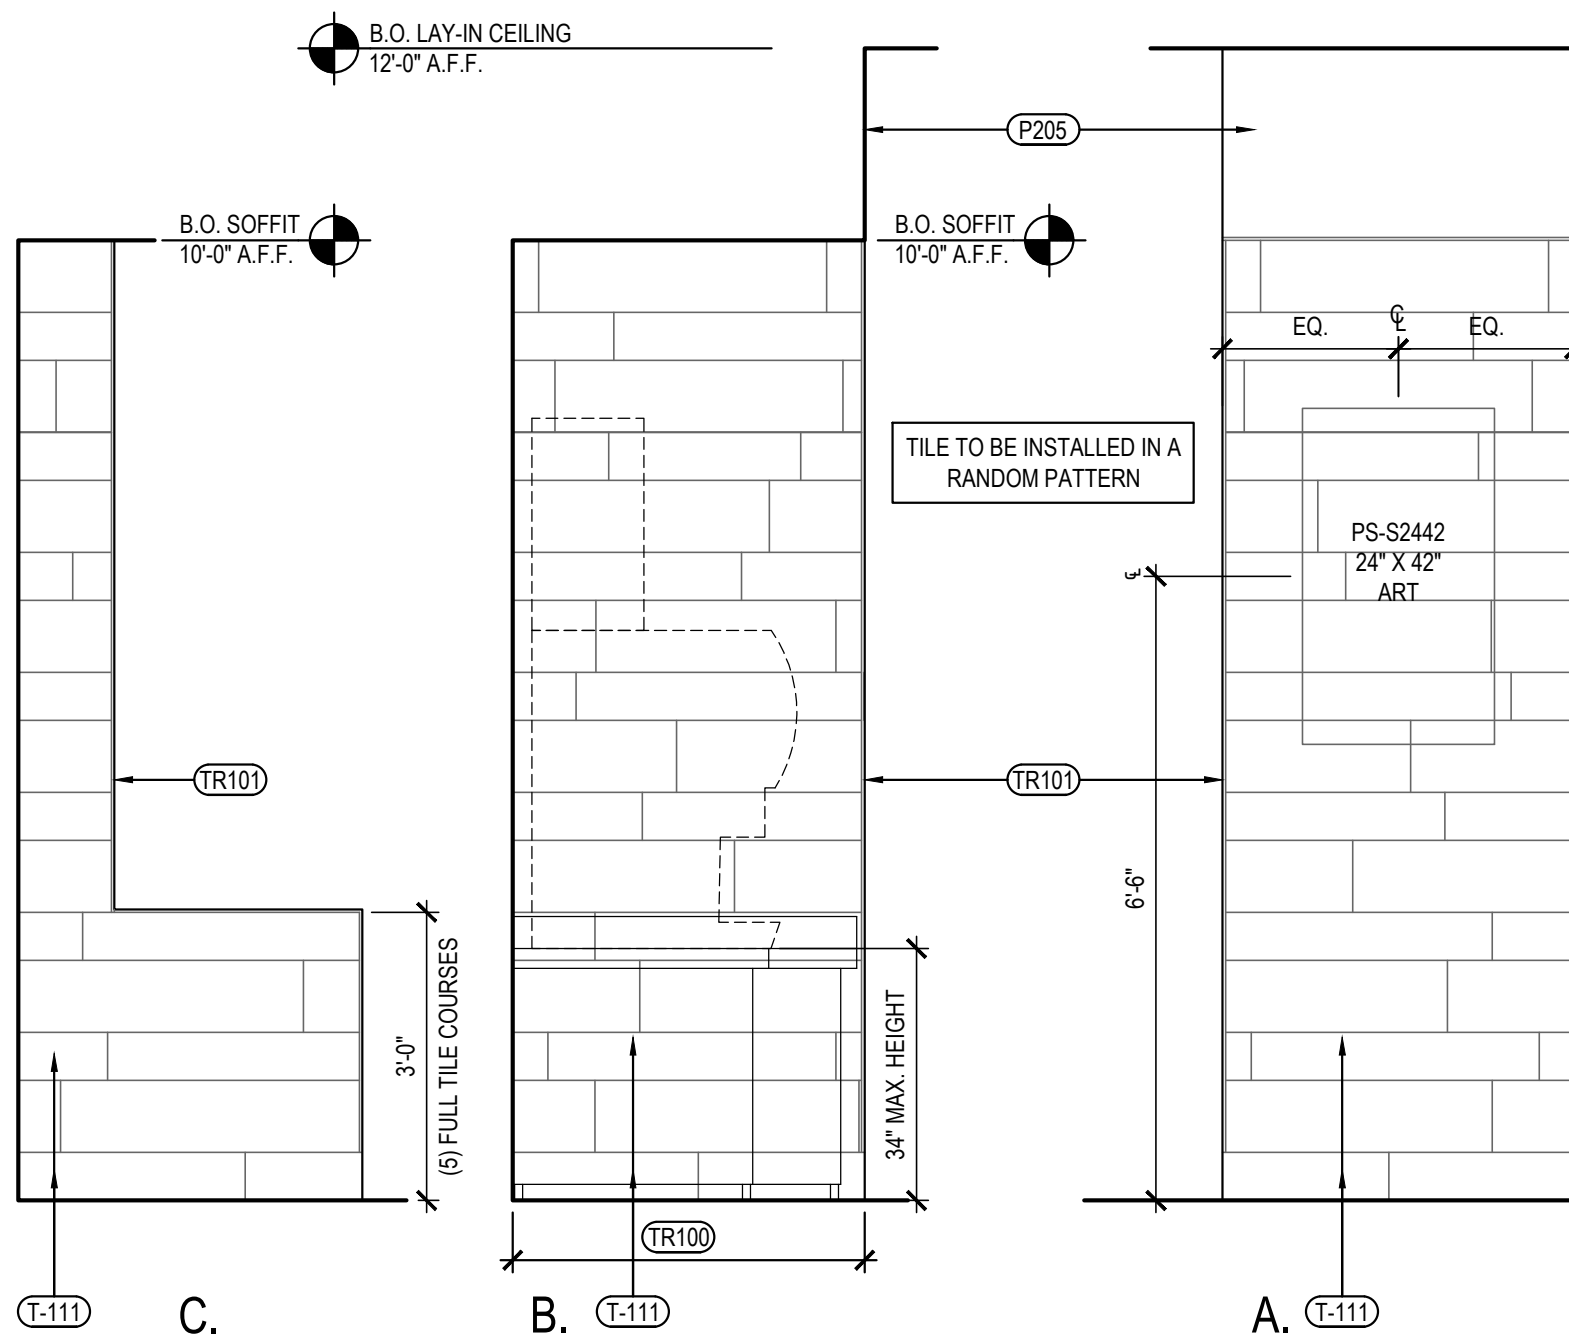 B.O. LAY-IN CEILING
12'-0" A.F.F.
P205
B.O. SOFFIT
10'-0" A.F.F.
B.O. SOFFIT
10'-0" A.F.F.
EQ.
℄
EQ.
TILE TO BE INSTALLED IN A
RANDOM PATTERN
PS-S2442
24" X 42"
ART
℄
TR101
TR101
6'-6"
3'-0"
(5) FULL TILE COURSES
34" MAX. HEIGHT
TR100
T-111
C.
B.
T-111
A.
T-111